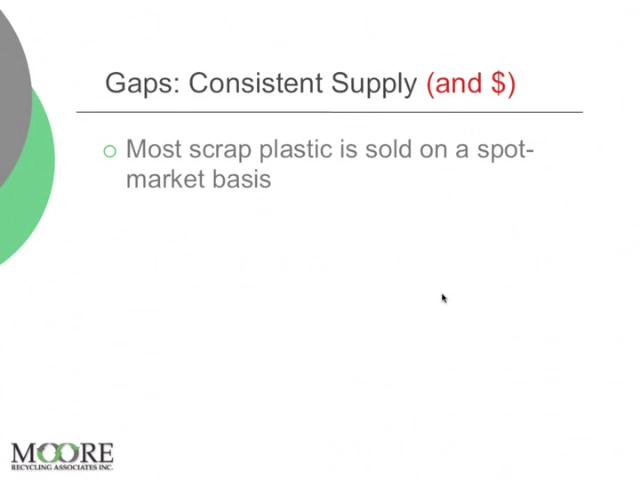 Gaps: Consistent Supply (and $)
Most scrap plastic is sold on a spot-
market basis
MOORE
RECYCLING ASSOCIATES INC.